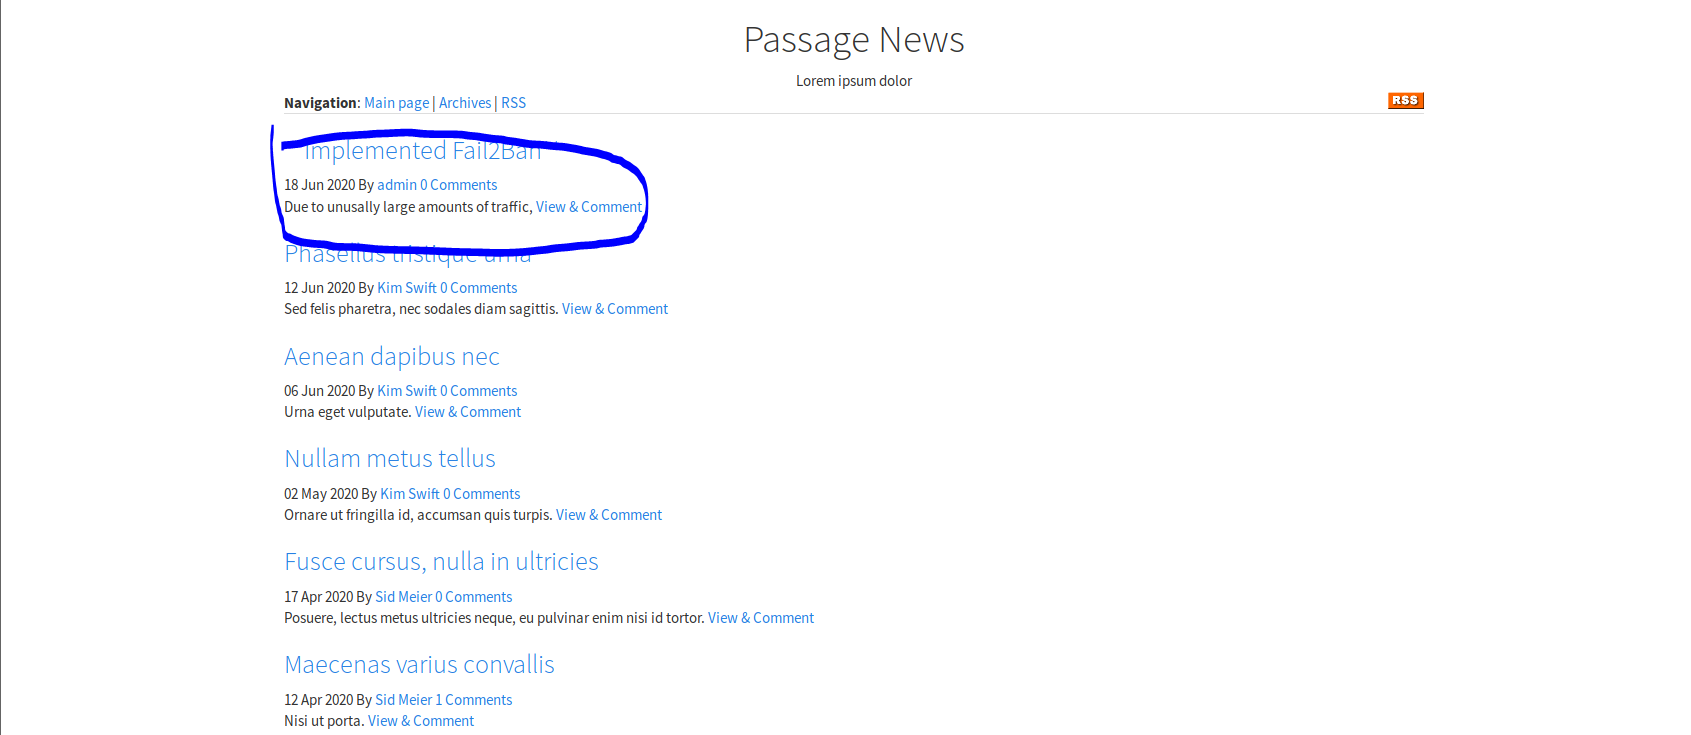 Passage News
Lorem ipsum dolor
Navigation: Main page | Archives | RSS
RSS
Implemented Fail2Ban
18 Jun 2020 By admin 0 Comments
Due to unusally large amounts of traffic, View & Comment
Phasellus tristique urna
12 Jun 2020 By Kim Swift 0 Comments
Sed felis pharetra, nec sodales diam sagittis. View & Comment
Aenean dapibus nec
06 Jun 2020 By Kim Swift 0 Comments
Urna eget vulputate. View & Comment
Nullam metus tellus
02 May 2020 By Kim Swift 0 Comments
Ornare ut fringilla id, accumsan quis turpis. View & Comment
Fusce cursus, nulla in ultricies
17 Apr 2020 By Sid Meier 0 Comments
Posuere, lectus metus ultricies neque, eu pulvinar enim nisi id tortor. View & Comment
Maecenas varius convallis
12 Apr 2020 By Sid Meier 1 Comments
Nisi ut porta. View & Comment